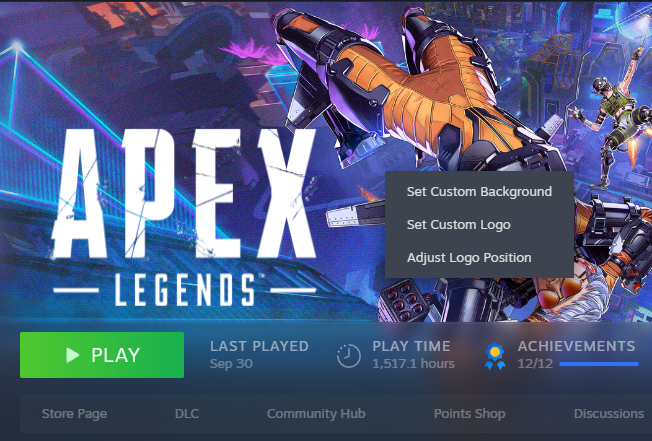 APEX
LEGENDS™
Set Custom Background
Set Custom Logo
Adjust Logo Position
PLAY
LAST PLAYED
Sep 30
PLAY TIME
1,517.1 hours
ACHIEVEMENTS
12/12
Store Page DLC Community Hub Points Shop Discussions